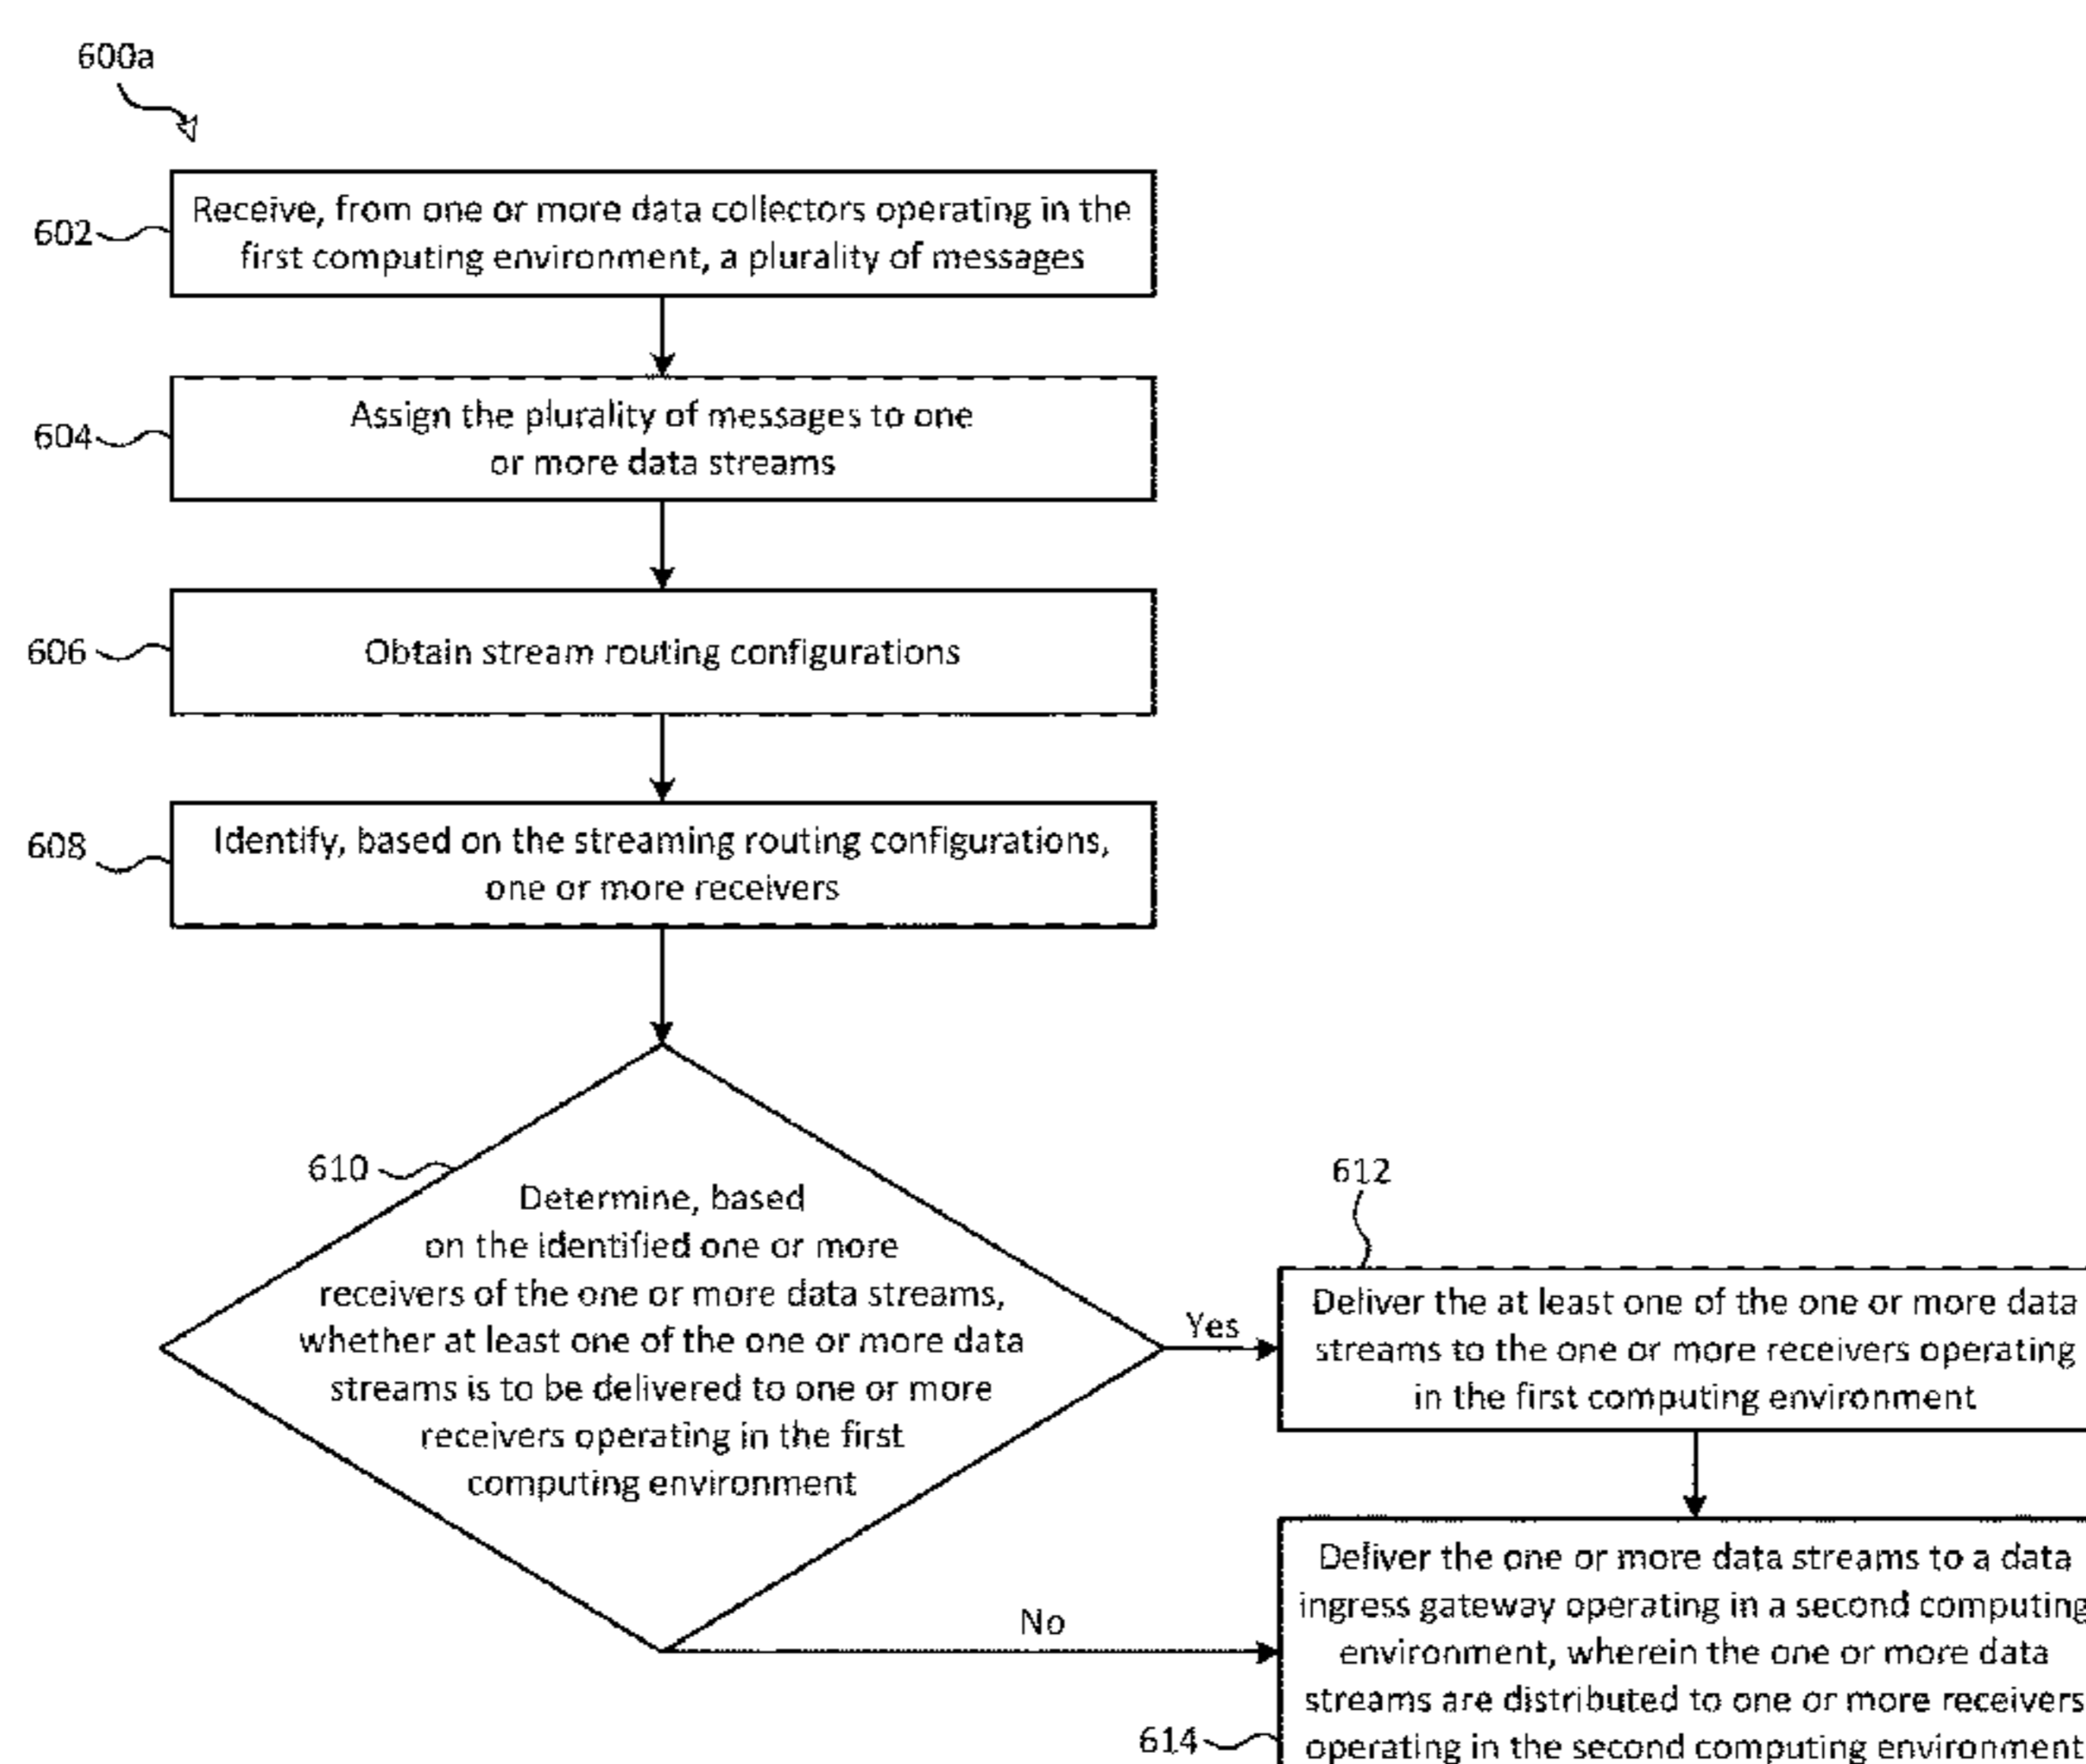 600a
602
Receive, from one or more data collectors operating in the
first computing environment, a plurality of messages
604
Assign the plurality of messages to one
or more data streams
606
Obtain stream routing configurations
608
Identify, based on the streaming routing configurations,
one or more receivers
610
Determine, based
on the identified one or more
receivers of the one or more data streams,
whether at least one of the one or more data
streams is to be delivered to one or more
receivers operating in the first
computing environment
Yes
612
Deliver the at least one of the one or more data
streams to the one or more receivers operating
in the first computing environment
No
Deliver the one or more data streams to a data
ingress gateway operating in a second computing
environment, wherein the one or more data
streams are distributed to one or more receivers
operating in the second computing environment
614